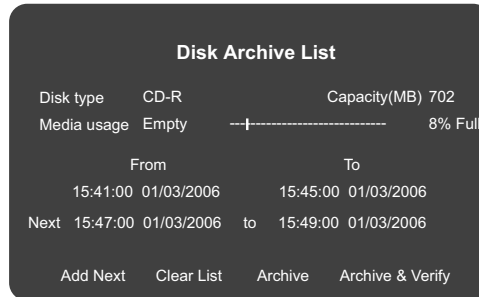 Disk Archive List
Disk type CD-R Capacity(MB) 702
Media usage Empty 8% Full
From To
15:41:00 01/03/2006 15:45:00 01/03/2006
Next 15:47:00 01/03/2006 to 15:49:00 01/03/2006
Add Next Clear List Archive Archive & Verify